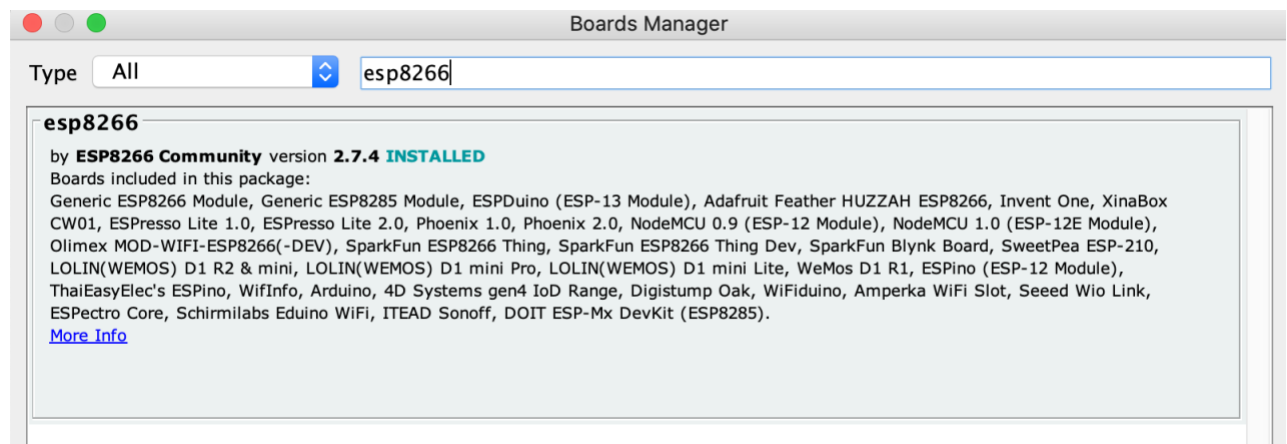 Boards Manager
Type All esp8266
esp8266
by ESP8266 Community version 2.7.4 INSTALLED
Boards included in this package:
Generic ESP8266 Module, Generic ESP8285 Module, ESPDuino (ESP-13 Module), Adafruit Feather HUZZAH ESP8266, Invent One, XinaBox
CW01, ESPresso Lite 1.0, ESPresso Lite 2.0, Phoenix 1.0, Phoenix 2.0, NodeMCU 0.9 (ESP-12 Module), NodeMCU 1.0 (ESP-12E Module),
Olimex MOD-WIFI-ESP8266(-DEV), SparkFun ESP8266 Thing, SparkFun ESP8266 Thing Dev, SparkFun Blynk Board, SweetPea ESP-210,
LOLIN(WEMOS) D1 R2 & mini, LOLIN(WEMOS) D1 mini Pro, LOLIN(WEMOS) D1 mini Lite, WeMos D1 R1, ESPino (ESP-12 Module),
ThaiEasyElec's ESPino, WifInfo, Arduino, 4D Systems gen4 IoD Range, Digistump Oak, WiFiduino, Amperka WiFi Slot, Seeed Wio Link,
ESPectro Core, Schirmilabs Eduino WiFi, ITEAD Sonoff, DOIT ESP-Mx DevKit (ESP8285).
More Info